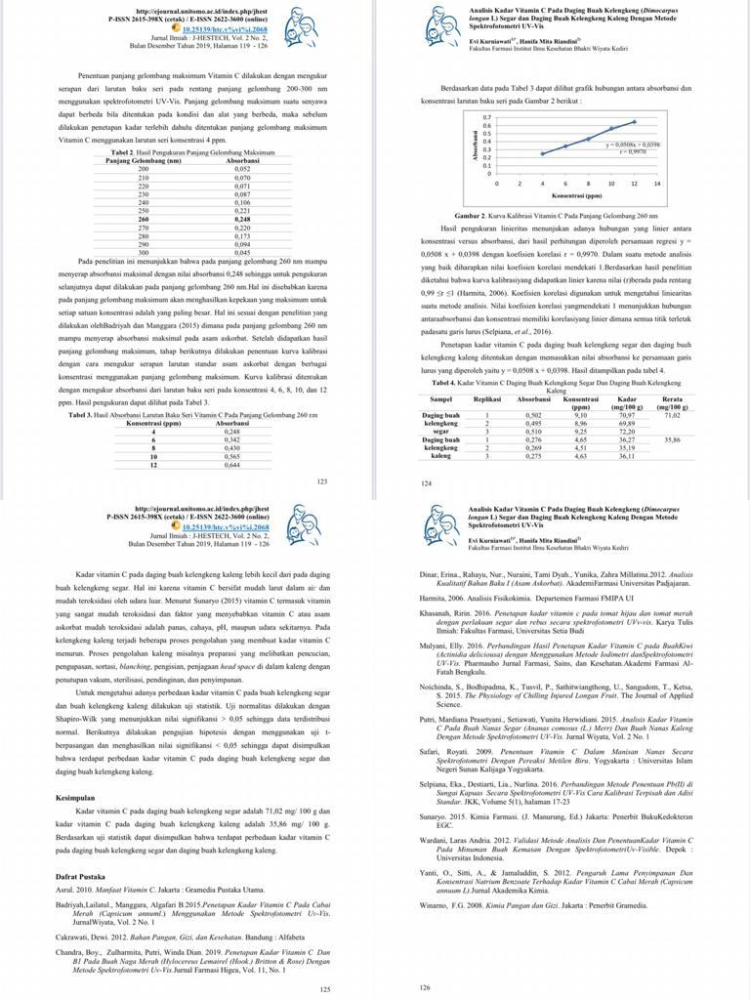 http://ejournal.unitomo.ac.id/index.php/jhest
P-ISSN 2615-398X (cetak) / E-ISSN 2622-3600 (online)
10.25139/htc.v%vi%i.2068
Jurnal Ilmiah : J-HESTECH, Vol. 2 No. 2,
Bulan Desember Tahun 2019, Halaman 119 - 126
Penentuan panjang gelombang maksimum Vitamin C dilakukan dengan mengukur
serapan dari larutan baku seri pada rentang panjang gelombang 200-300 nm
menggunakan spektrofotometri UV-Vis. Panjang gelombang maksimum suatu senyawa
dapat berbeda bila ditentukan pada kondisi dan alat yang berbeda, maka sebelum
dilakukan penetapan kadar terlebih dahulu ditentukan panjang gelombang maksimum
Vitamin C menggunakan larutan seri konsentrasi 4 ppm.
Tabel 2. Hasil Pengukuran Panjang Gelombang Maksimum
Panjang Gelombang (nm) Absorbansi
200 0,052
210 0,070
220 0,071
230 0,087
240 0,106
250 0,221
260 0,248
270 0,220
280 0,173
290 0,094
300 0,045
Pada penelitian ini menunjukkan bahwa pada panjang gelombang 260 nm mampu
menyerap absorbansi maksimal dengan nilai absorbansi 0,248 sehingga untuk pengukuran
selanjutnya dapat dilakukan pada panjang gelombang 260 nm.Hal ini disebabkan karena
pada panjang gelombang maksimum akan menghasilkan kepekaan yang maksimum untuk
setiap satuan konsentrasi adalah yang paling besar. Hal ini sesuai dengan penelitian yang
dilakukan olehBadriyah dan Manggara (2015) dimana pada panjang gelombang 260 nm
mampu menyerap absorbansi maksimal pada asam askorbat. Setelah didapatkan hasil
panjang gelombang maksimum, tahap berikutnya dilakukan penentuan kurva kalibrasi
dengan cara mengukur serapan larutan standar asam askorbat dengan berbagai
konsentrasi menggunakan panjang gelombang maksimum. Kurva kalibrasi ditentukan
dengan mengukur absorbansi dari larutan baku seri pada konsentrasi 4, 6, 8, 10, dan 12
ppm. Hasil pengukuran dapat dilihat pada Tabel 3.
Tabel 3. Hasil Absorbansi Larutan Baku Seri Vitamin C Pada Panjang Gelombang 260 nm
Konsentrasi (ppm) Absorbansi
4 0,248
6 0,342
8 0,430
10 0,565
12 0,644
123
Analisis Kadar Vitamin C Pada Daging Buah Kelengkeng (Dimocarpus
longan L) Segar dan Daging Buah Kelengkeng Kaleng Dengan Metode
Spektrofotometri UV-Vis
Evi Kurniawati, Hanifa Mita Riandini
Fakultas Farmasi Institut Ilmu Kesehatan Bhakti Wiyata Kediri
Berdasarkan data pada Tabel 3 dapat dilihat grafik hubungan antara absorbansi dan
konsentrasi larutan baku seri pada Gambar 2 berikut :
Absorbansi
0.7
0.6
0.5
0.4
0.3
0.2
0.1
0
y = 0,0508x + 0,0398
r = 0,9970
0 2 4 6 8 10 12 14
Konsentrasi (ppm)
Gambar 2. Kurva Kalibrasi Vitamin C Pada Panjang Gelombang 260 nm
Hasil pengukuran linieritas menunjukan adanya hubungan yang linier antara
konsentrasi versus absorbansi, dari hasil perhitungan diperoleh persamaan regresi y =
0,0508 x + 0,0398 dengan koefisien korelasi r = 0,9970. Dalam suatu metode analisis
yang baik diharapkan nilai koefisien korelasi mendekati 1.Berdasarkan hasil penelitian
diketahui bahwa kurva kalibrasiyang didapatkan linier karena nilai (r)berada pada rentang
0,99 ≤r ≤1 (Harmita, 2006). Koefisien korelasi digunakan untuk mengetahui liniearitas
suatu metode analisis. Nilai koefisien korelasi yangmendekati 1 menunjukkan hubungan
antaraabsorbansi dan konsentrasi memiliki korelasiyang linier dimana semua titik terletak
padasatu garis lurus (Selpiana, et al., 2016).
Penetapan kadar vitamin C pada daging buah kelengkeng segar dan daging buah
kelengkeng kaleng ditentukan dengan memasukkan nilai absorbansi ke persamaan garis
lurus yang diperoleh yaitu y = 0,0508 x + 0,0398. Hasil ditampilkan pada tabel 4.
Tabel 4. Kadar Vitamin C Daging Buah Kelengkeng Segar Dan Daging Buah Kelengkeng
Kaleng
Sampel Replikasi Absorbansi Konsentrasi (ppm) Kadar (mg/100 g) Rerata (mg/100 g)
Daging buah 1 0,502 9,10 70,97 71,02
kelengkeng 2 0,495 8,96 69,89
segar 3 0,510 9,25 72,20
Daging buah 1 0,276 4,65 36,27 35,86
kelengkeng 2 0,269 4,51 35,19
kaleng 3 0,275 4,63 36,11
124
http://ejournal.unitomo.ac.id/index.php/jhest
P-ISSN 2615-398X (cetak) / E-ISSN 2622-3600 (online)
10.25139/htc.v%vi%i.2068
Jurnal Ilmiah : J-HESTECH, Vol. 2 No. 2,
Bulan Desember Tahun 2019, Halaman 119 - 126
Kadar vitamin C pada daging buah kelengkeng kaleng lebih kecil dari pada daging
buah kelengkeng segar. Hal ini karena vitamin C bersifat mudah larut dalam air dan
mudah teroksidasi oleh udara luar. Menurut Sunaryo (2015) vitamin C termasuk vitamin
yang sangat mudah teroksidasi dan faktor yang menyebabkan vitamin C atau asam
askorbat mudah teroksidasi adalah panas, cahaya, pH, maupun udara sekitarnya. Pada
kelengkeng kaleng terjadi beberapa proses pengolahan yang membuat kadar vitamin C
menurun. Proses pengolahan kaleng misalnya preparasi yang melibatkan pencucian,
pengupasan, sortasi, blanching, pengisian, penjagaan head space di dalam kaleng dengan
penutupan vakum, sterilisasi, pendinginan, dan penyimpanan.
Untuk mengetahui adanya perbedaan kadar vitamin C pada buah kelengkeng segar
dan buah kelengkeng kaleng dilakukan uji statistik. Uji normalitas dilakukan dengan
Shapiro-Wilk yang menunjukkan nilai signifikansi > 0,05 sehingga data terdistribusi
normal. Berikutnya dilakukan pengujian hipotesis dengan menggunakan uji t-
berpasangan dan menghasilkan nilai signifikansi < 0,05 sehingga dapat disimpulkan
bahwa terdapat perbedaan kadar vitamin C pada daging buah kelengkeng segar dan
daging buah kelengkeng kaleng.
Kesimpulan
Kadar vitamin C pada daging buah kelengkeng segar adalah 71,02 mg/ 100 g dan
kadar vitamin C pada daging buah kelengkeng kaleng adalah 35,86 mg/ 100 g.
Berdasarkan uji statistik dapat disimpulkan bahwa terdapat perbedaan kadar vitamin C
pada daging buah kelengkeng segar dan daging buah kelengkeng kaleng.
Dafrat Pustaka
Asrul. 2010. Manfaat Vitamin C. Jakarta : Gramedia Pustaka Utama.
Badriyah,Lailatul., Manggara, Algafari B.2015.Penetapan Kadar Vitamin C Pada Cabai
Merah (Capsicum annuml.) Menggunakan Metode Spektrofotometri Uv-Vis.
JurnalWiyata, Vol. 2 No. 1
Cakrawati, Dewi. 2012. Bahan Pangan, Gizi, dan Kesehatan. Bandung : Alfabeta
Chandra, Boy., Zulharmita, Putri, Winda Dian. 2019. Penetapan Kadar Vitamin C Dan
B1 Pada Buah Naga Merah (Hylocereus Lemairel (Hook.) Britton & Rose) Dengan
Metode Spektrofotometri Uv-Vis.Jurnal Farmasi Higea, Vol. 11, No. 1
125
Analisis Kadar Vitamin C Pada Daging Buah Kelengkeng (Dimocarpus
longan L) Segar dan Daging Buah Kelengkeng Kaleng Dengan Metode
Spektrofotometri UV-Vis
Evi Kurniawati, Hanifa Mita Riandini
Fakultas Farmasi Institut Ilmu Kesehatan Bhakti Wiyata Kediri
Dinar, Erina., Rahayu, Nur., Nuraini, Tami Dyah., Yunika, Zahra Millatina.2012. Analisis
Kualitatif Bahan Baku I (Asam Askorbat). AkademiFarmasi Universitas Padjajaran.
Harmita, 2006. Analisis Fisikokimia. Departemen Farmasi FMIPA UI
Khasanah, Ririn. 2016. Penetapan kadar vitamin c pada tomat hijau dan tomat merah
dengan perlakuan segar dan rebus secara spektrofotometri UVv-vis. Karya Tulis
Ilmiah: Fakultas Farmasi, Universitas Setia Budi
Mulyani, Elly. 2016. Perbandingan Hasil Penetapan Kadar Vitamin C pada BuahKiwi
(Actinidia deliciousa) dengan Menggunakan Metode Iodimetri danSpektrofotometri
UV-Vis. Pharmauho Jurnal Farmasi, Sains, dan Kesehatan.Akademi Farmasi Al-
Fatah Bengkulu.
Noichinda, S., Bodhipadma, K., Tusvil, P., Sathitwiangthong, U., Sangudom, T., Ketsa,
S. 2015. The Physiology of Chilling Injured Longan Fruit. The Journal of Applied
Science.
Putri, Mardiana Prasetyani., Setiawati, Yunita Herwidiani. 2015. Analisis Kadar Vitamin
C Pada Buah Nanas Segar (Ananas comosus (L.) Merr) Dan Buah Nanas Kaleng
Dengan Metode Spektrofotometri UV-Vis. Jurnal Wiyata, Vol. 2 No. 1
Safari, Royati. 2009. Penentuan Vitamin C Dalam Manisan Nanas Secara
Spektrofotometri Dengan Pereaksi Metilen Biru. Yogyakarta : Universitas Islam
Negeri Sunan Kalijaga Yogyakarta.
Selpiana, Eka., Destiarti, Lia., Nurlina. 2016. Perbandingan Metode Penentuan Pb(II) di
Sungai Kapuas Secara Spektrofotometri UV-Vis Cara Kalibrasi Terpisah dan Adisi
Standar. JKK, Volume 5(1), halaman 17-23
Sunaryo. 2015. Kimia Farmasi. (J. Manurung, Ed.) Jakarta: Penerbit BukuKedokteran
EGC.
Wardani, Laras Andria. 2012. Validasi Metode Analisis Dan PenentuanKadar Vitamin C
Pada Minuman Buah Kemasan Dengan SpektrofotometriUv-Visible. Depok :
Universitas Indonesia.
Yanti, O., Sitti, A., & Jamaluddin, S. 2012. Pengaruh Lama Penyimpanan Dan
Konsentrasi Natrium Benzoate Terhadap Kadar Vitamin C Cabai Merah (Capsicum
annuum L).Jurnal Akademika Kimia.
Winarno, F.G. 2008. Kimia Pangan dan Gizi. Jakarta : Penerbit Gramedia.
126